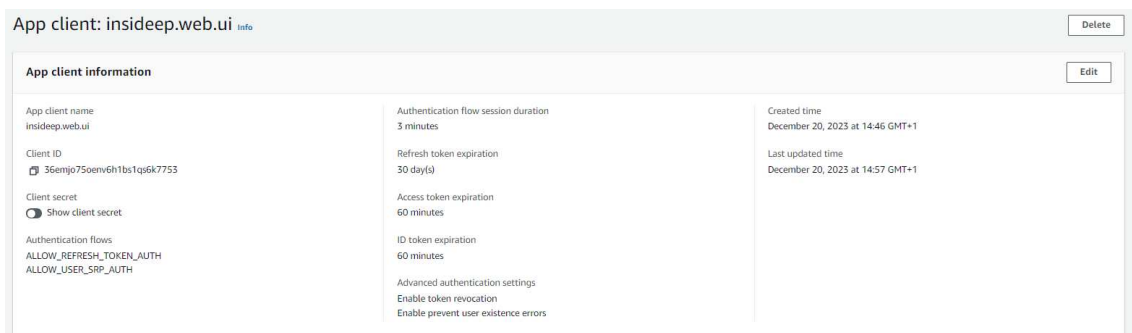 App client: insideep.web.ui Info
Delete
App client information
Edit
App client name
insideep.web.ui
Client ID
36emjo75oenv6h1bs1qs6k7753
Client secret
Show client secret
Authentication flows
ALLOW_REFRESH_TOKEN_AUTH
ALLOW_USER_SRP_AUTH
Authentication flow session duration
3 minutes
Refresh token expiration
30 day(s)
Access token expiration
60 minutes
ID token expiration
60 minutes
Advanced authentication settings
Enable token revocation
Enable prevent user existence errors
Created time
December 20, 2023 at 14:46 GMT+1
Last updated time
December 20, 2023 at 14:57 GMT+1